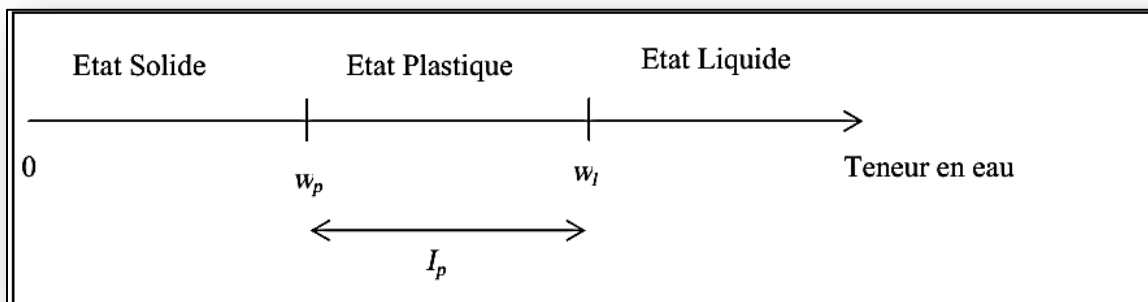 Etat Solide Etat Plastique Etat Liquide
0 w_p w_l Teneur en eau
I_p